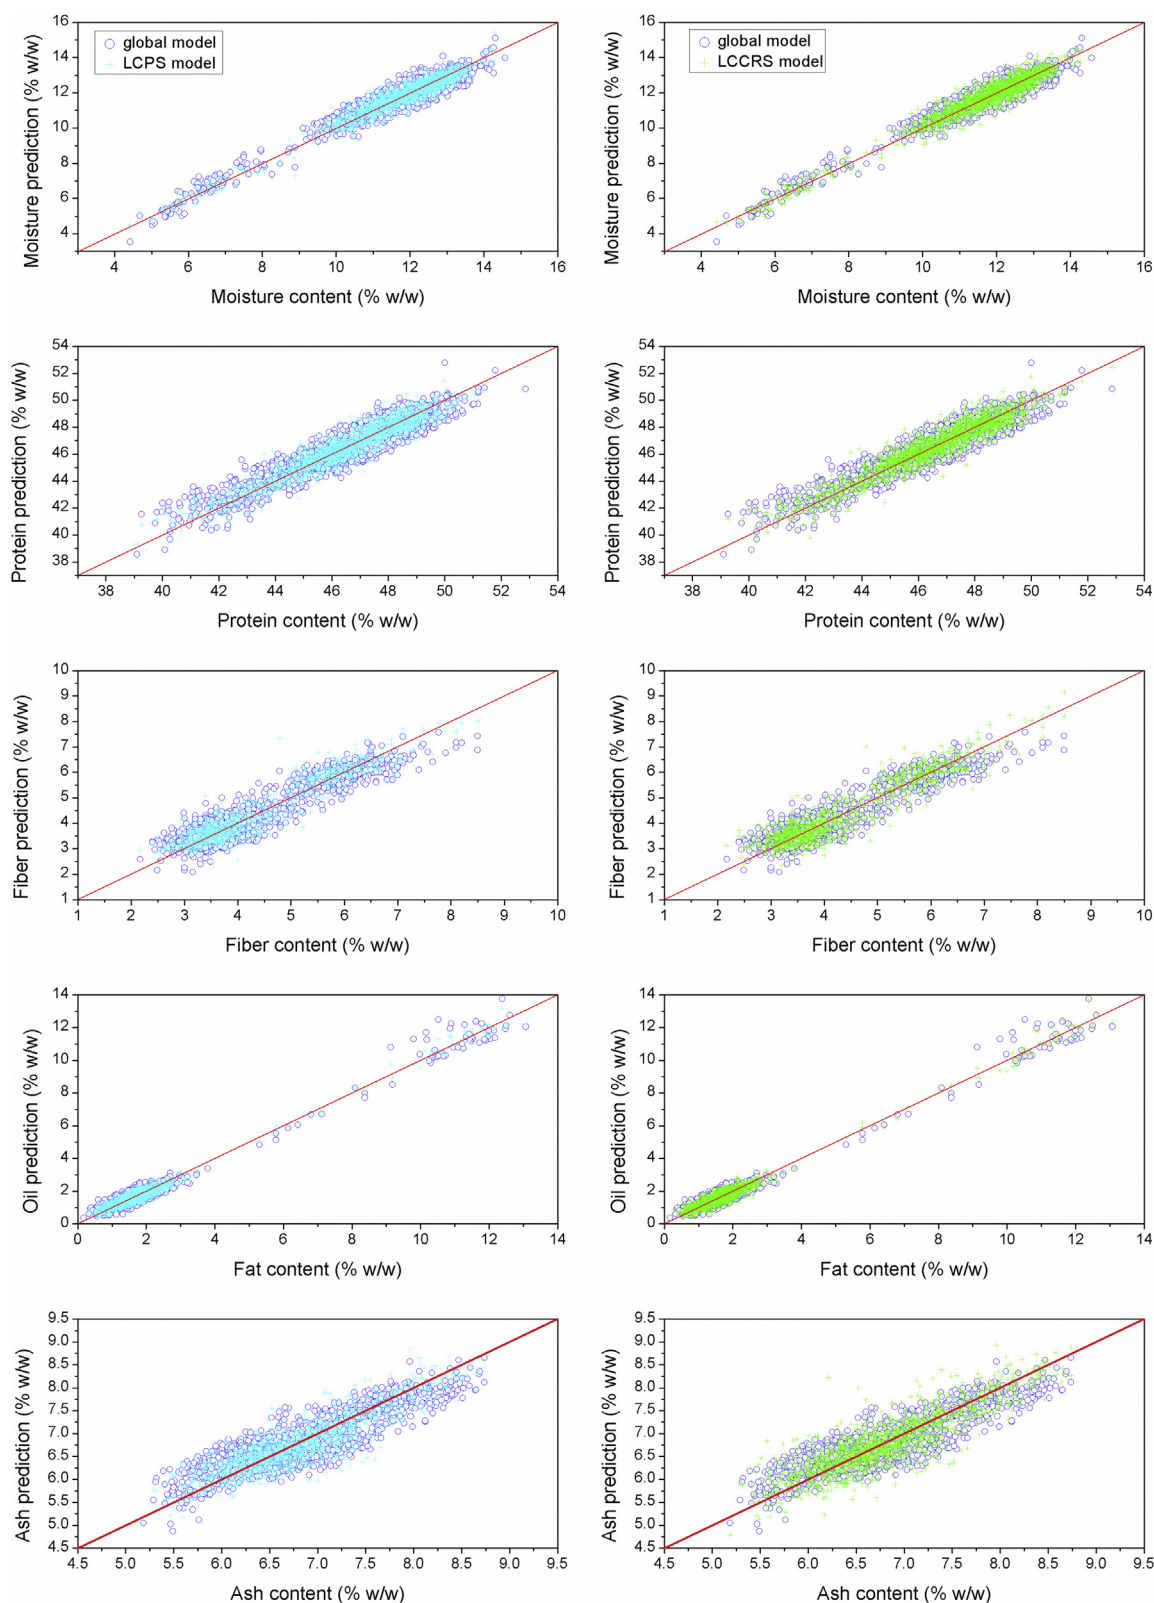 16
14
12
10
8
6
4
Moisture prediction (% w/w)
global model
LCPS model
4 6 8 10 12 14 16
Moisture content (% w/w)
16
14
12
10
8
6
4
Moisture prediction (% w/w)
global model
LCCRS model
4 6 8 10 12 14 16
Moisture content (% w/w)
54
52
50
48
46
44
42
40
38
Protein prediction (% w/w)
38 40 42 44 46 48 50 52 54
Protein content (% w/w)
54
52
50
48
46
44
42
40
38
Protein prediction (% w/w)
38 40 42 44 46 48 50 52 54
Protein content (% w/w)
10
9
8
7
6
5
4
3
2
1
Fiber prediction (% w/w)
1 2 3 4 5 6 7 8 9 10
Fiber content (% w/w)
10
9
8
7
6
5
4
3
2
1
Fiber prediction (% w/w)
1 2 3 4 5 6 7 8 9 10
Fiber content (% w/w)
14
12
10
8
6
4
2
0
Oil prediction (% w/w)
0 2 4 6 8 10 12 14
Fat content (% w/w)
14
12
10
8
6
4
2
0
Oil prediction (% w/w)
0 2 4 6 8 10 12 14
Fat content (% w/w)
9.5
9.0
8.5
8.0
7.5
7.0
6.5
6.0
5.5
5.0
4.5
Ash prediction (% w/w)
4.5 5.0 5.5 6.0 6.5 7.0 7.5 8.0 8.5 9.0 9.5
Ash content (% w/w)
9.5
9.0
8.5
8.0
7.5
7.0
6.5
6.0
5.5
5.0
4.5
Ash prediction (% w/w)
4.5 5.0 5.5 6.0 6.5 7.0 7.5 8.0 8.5 9.0 9.5
Ash content (% w/w)